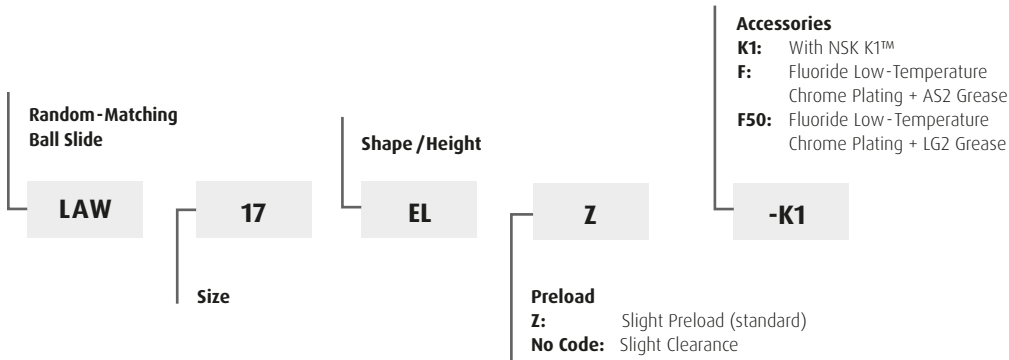 Accessories
K1: With NSK K1™
F: Fluoride Low-Temperature
Chrome Plating + AS2 Grease
F50: Fluoride Low-Temperature
Chrome Plating + LG2 Grease
Random-Matching
Ball Slide
Shape/Height
LAW 17 EL Z -K1
Size
Preload
Z: Slight Preload (standard)
No Code: Slight Clearance